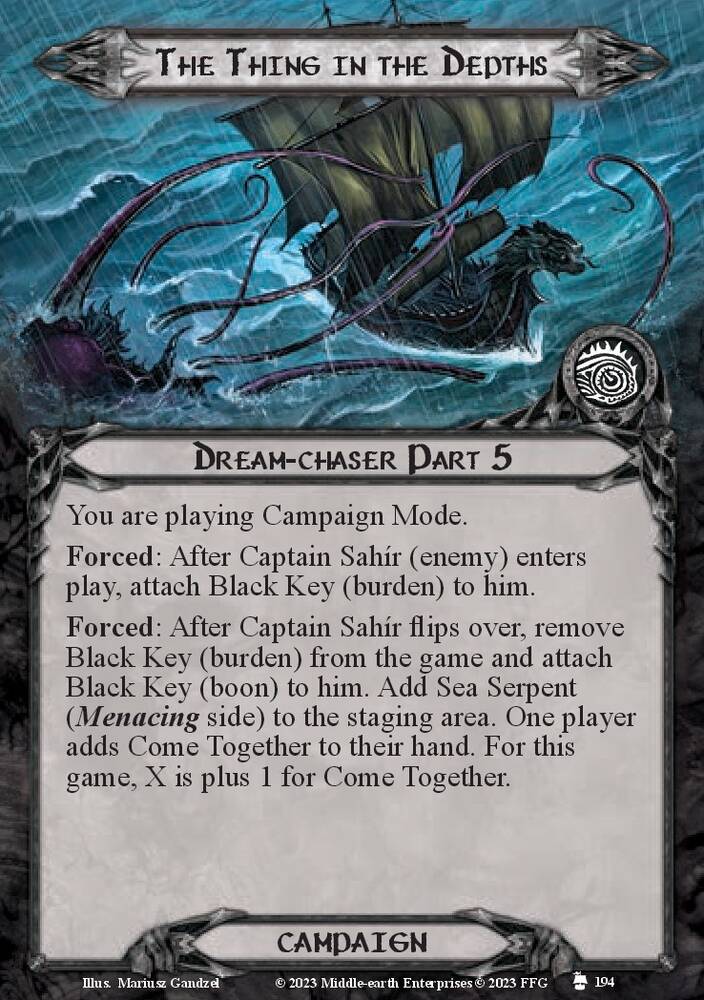 The Thing in the Depths
Dream-chaser Part 5
You are playing Campaign Mode.
Forced: After Captain Sahír (enemy) enters
play, attach Black Key (burden) to him.
Forced: After Captain Sahír flips over, remove
Black Key (burden) from the game and attach
Black Key (boon) to him. Add Sea Serpent
(Menacing side) to the staging area. One player
adds Come Together to their hand. For this
game, X is plus 1 for Come Together.
CAMPAIGN
Illus. Mariusz Gandzel © 2023 Middle-earth Enterprises © 2023 FFG 194